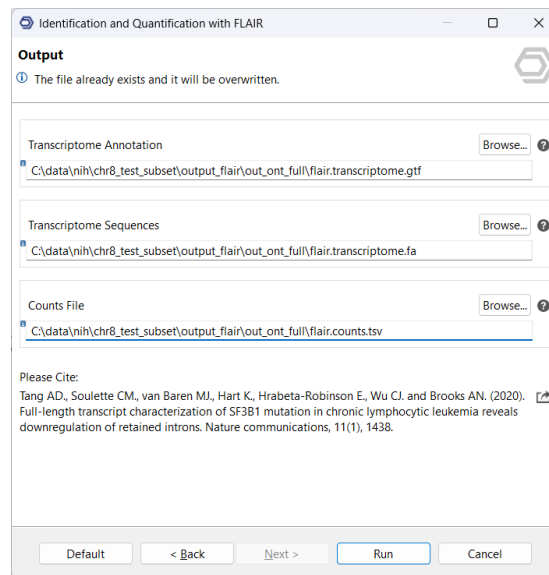 Identification and Quantification with FLAIR
Output
The file already exists and it will be overwritten.
Transcriptome Annotation
Browse...
C:\data\nih\chr8_test_subset\output_flair\out_ont_full\flair.transcriptome.gtf
Transcriptome Sequences
Browse...
C:\data\nih\chr8_test_subset\output_flair\out_ont_full\flair.transcriptome.fa
Counts File
Browse...
C:\data\nih\chr8_test_subset\output_flair\out_ont_full\flair.counts.tsv
Please Cite:
Tang AD., Soulette CM., van Baren MJ., Hart K., Hrabeta-Robinson E., Wu CJ. and Brooks AN. (2020).
Full-length transcript characterization of SF3B1 mutation in chronic lymphocytic leukemia reveals
downregulation of retained introns. Nature communications, 11(1), 1438.
Default
< Back
Next >
Run
Cancel